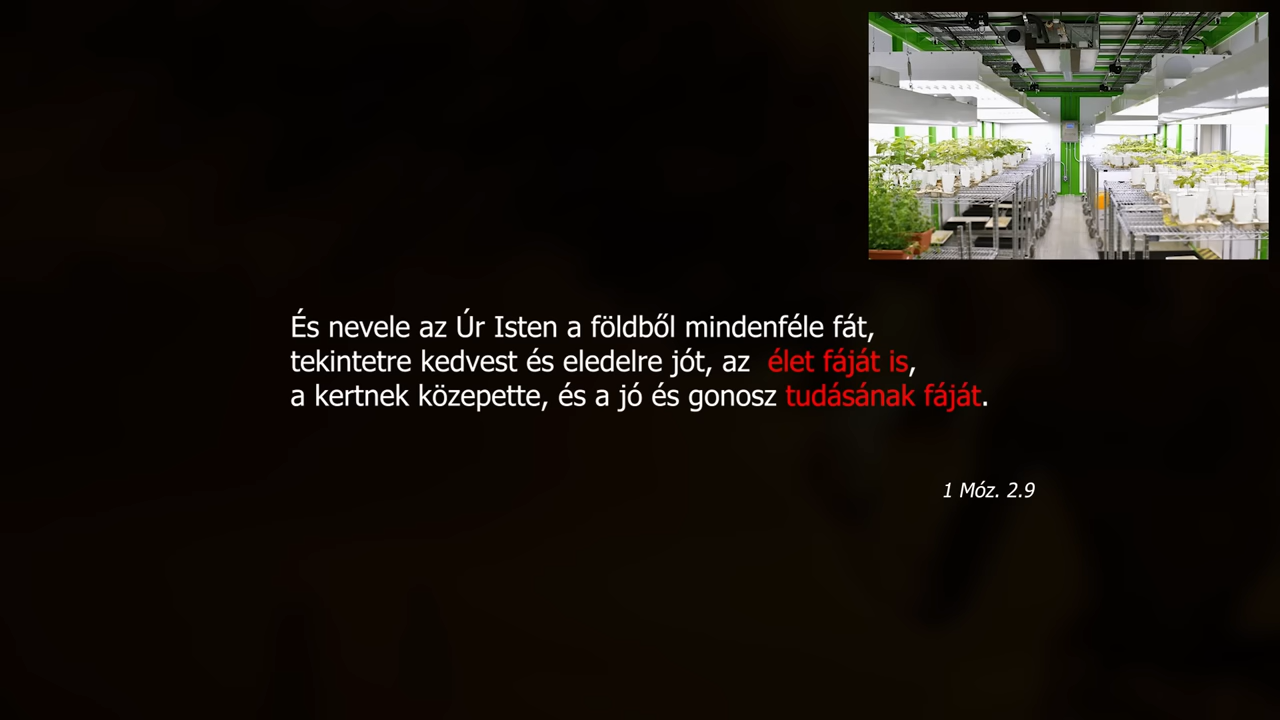 És nevele az Úr Isten a földből mindenféle fát,
tekintetre kedvest és eledelre jót, az élet fáját is,
a kertnek közepette, és a jó és gonosz tudásának fáját.
1 Móz. 2.9